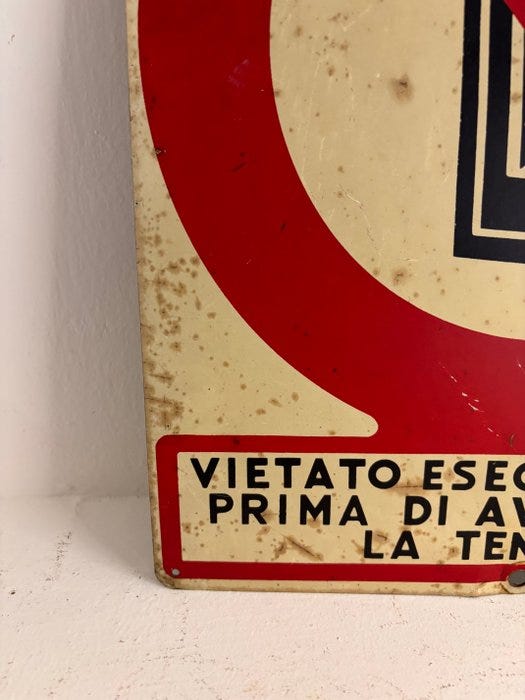 VIETATO ESEG
PRIMA DI AV
LA TEN